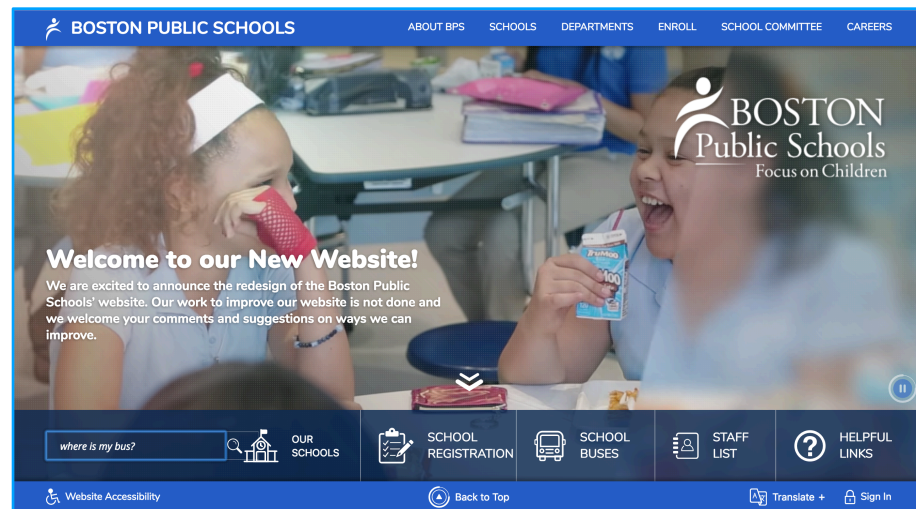 BOSTON PUBLIC SCHOOLS
ABOUT BPS
SCHOOLS
DEPARTMENTS
ENROLL
SCHOOL COMMITTEE
CAREERS
BOSTON
Public Schools
Focus on Children
Welcome to our New Website!
We are excited to announce the redesign of the Boston Public
Schools' website. Our work to improve our website is not done and
we welcome your comments and suggestions on ways we can
improve.
TruMoo
where is my bus?
OUR
SCHOOLS
SCHOOL
REGISTRATION
SCHOOL
BUSES
STAFF
LIST
HELPFUL
LINKS
Website Accessibility
Back to Top
Translate +
Sign In